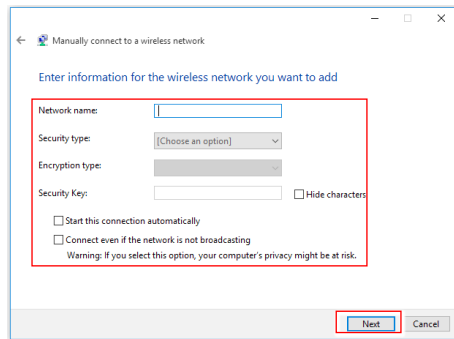 Manually connect to a wireless network
Enter information for the wireless network you want to add
Network name:
Security type: [Choose an option]
Encryption type:
Security Key: Hide characters
Start this connection automatically
Connect even if the network is not broadcasting
Warning: If you select this option, your computer's privacy might be at risk.
Next Cancel